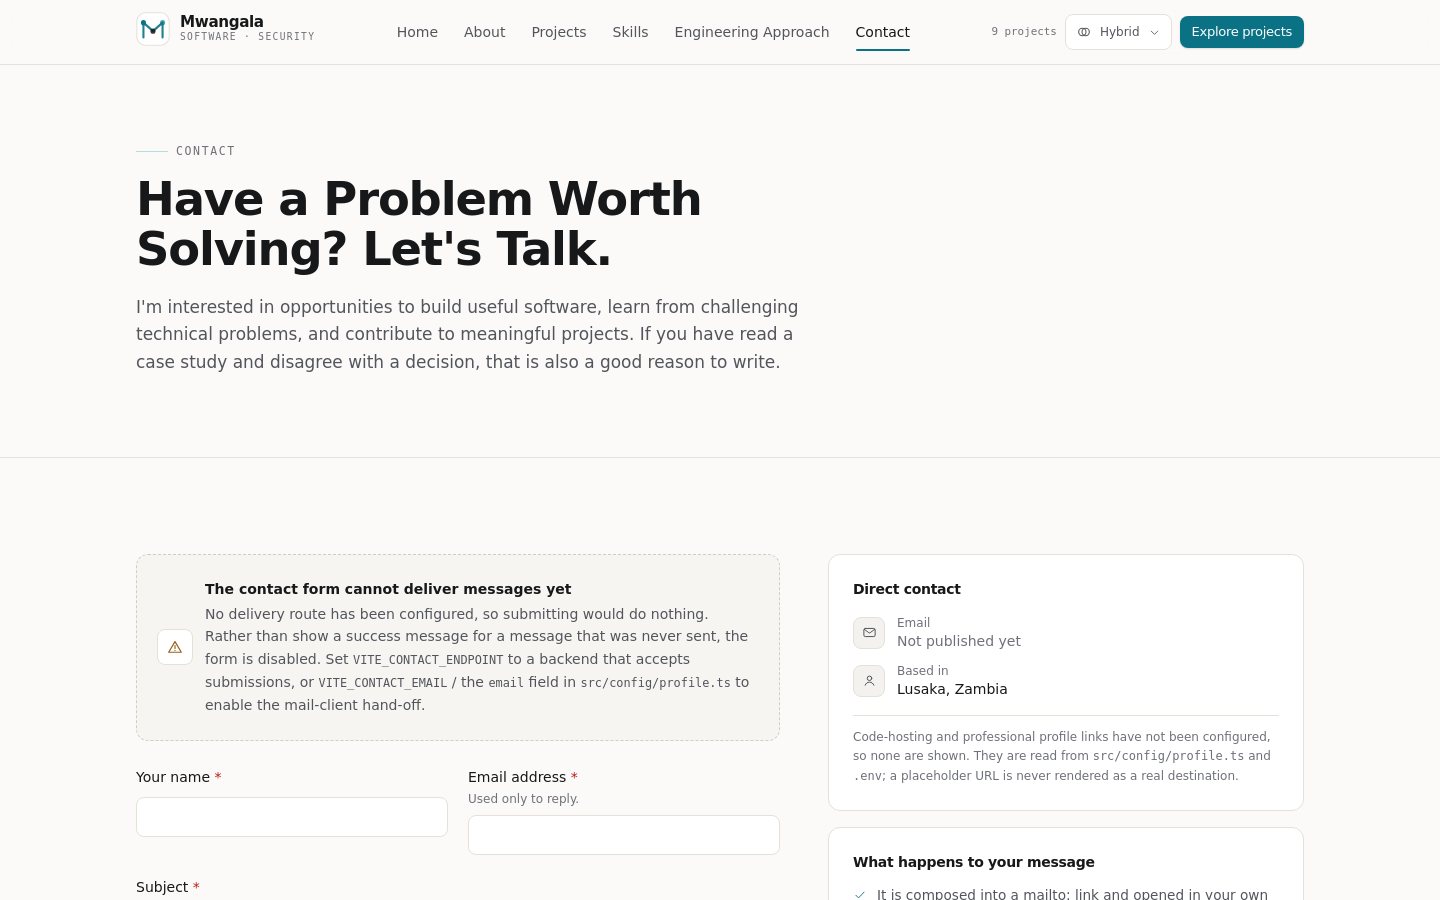 Mwangala
SOFTWARE · SECURITY
Home
About
Projects
Skills
Engineering Approach
Contact
9 projects
Hybrid
Explore projects
CONTACT
Have a Problem Worth
Solving? Let's Talk.
I'm interested in opportunities to build useful software, learn from challenging
technical problems, and contribute to meaningful projects. If you have read a
case study and disagree with a decision, that is also a good reason to write.
The contact form cannot deliver messages yet
No delivery route has been configured, so submitting would do nothing.
Rather than show a success message for a message that was never sent, the
form is disabled. Set VITE_CONTACT_ENDPOINT to a backend that accepts
submissions, or VITE_CONTACT_EMAIL / the email field in src/config/profile.ts to
enable the mail-client hand-off.
Your name *
Email address *
Used only to reply.
Subject *
Direct contact
Email
Not published yet
Based in
Lusaka, Zambia
Code-hosting and professional profile links have not been configured,
so none are shown. They are read from src/config/profile.ts and
.env; a placeholder URL is never rendered as a real destination.
What happens to your message
It is composed into a mailto: link and opened in your own